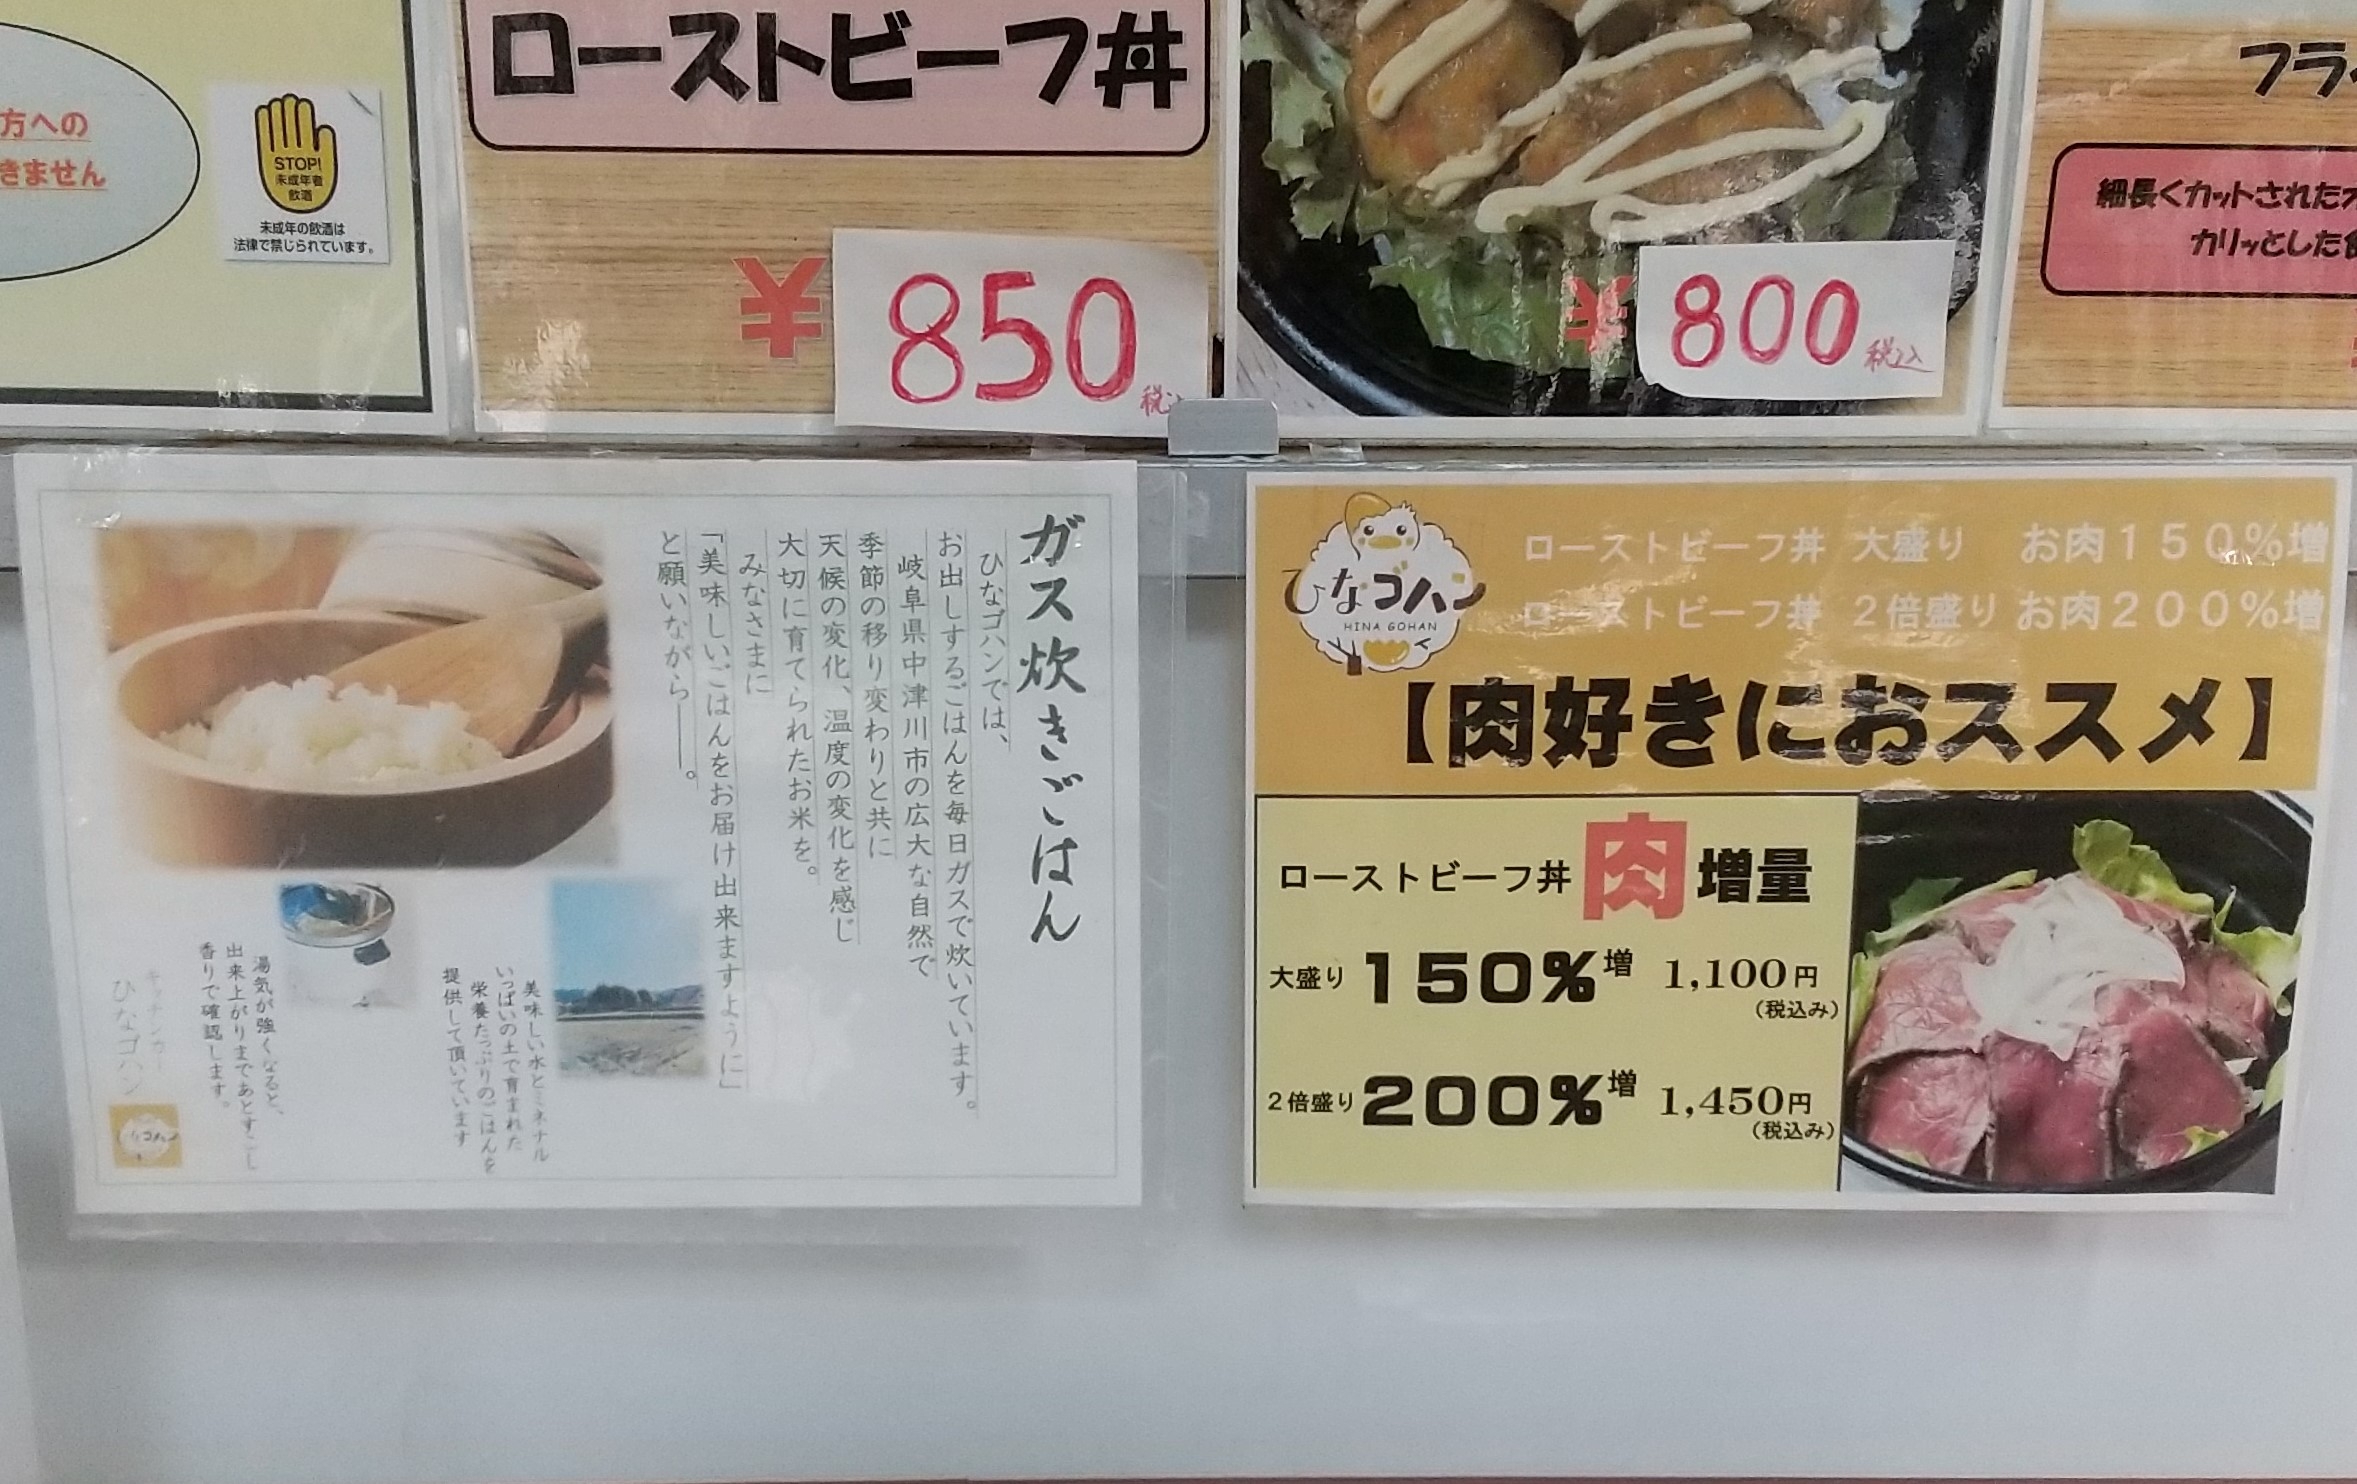 方への
きません
STOP!
未成年者
飲酒
未成年の飲酒は
法律で禁じられています。
ローストビーフ丼
￥
850
税
￥
800
税込
フラ
細長くカットされた
カリッとした
ガス炊きごはん
ひなゴハンでは、
お出しするごはんを毎日ガスで炊いています。
岐阜県中津川市の広大な自然で
季節の移り変わりと共に
天候の変化、温度の変化を感じ
大切に育てられたお米を。
みなさまに
「美味しいごはんをお届け出来ますように」
と願いながら――。
美味しい水とミネナル
いっぱいの土で育まれた
栄養たっぷりのごはんを
提供して頂いています
湯気が強くなると、
出来上がりまであとすこし
香りで確認します。
キッチンカー
ひなゴハン
ひなゴハン
HINA GOHAN
ローストビーフ丼 大盛り お肉150%増
ローストビーフ丼 2倍盛り お肉200%増
【肉好きにおススメ】
ローストビーフ丼 肉増量
大盛り 150%増 1,100円
(税込み)
2倍盛り 200%増 1,450円
(税込み)